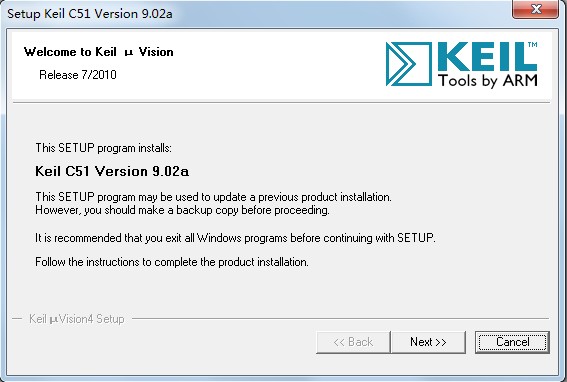 Setup Keil C51 Version 9.02a
Welcome to Keil µ Vision
Release 7/2010
KEIL™
Tools by ARM
This SETUP program installs:
Keil C51 Version 9.02a
This SETUP program may be used to update a previous product installation.
However, you should make a backup copy before proceeding.
It is recommended that you exit all Windows programs before continuing with SETUP.
Follow the instructions to complete the product installation.
Keil µVision4 Setup
<< Back
Next >>
Cancel